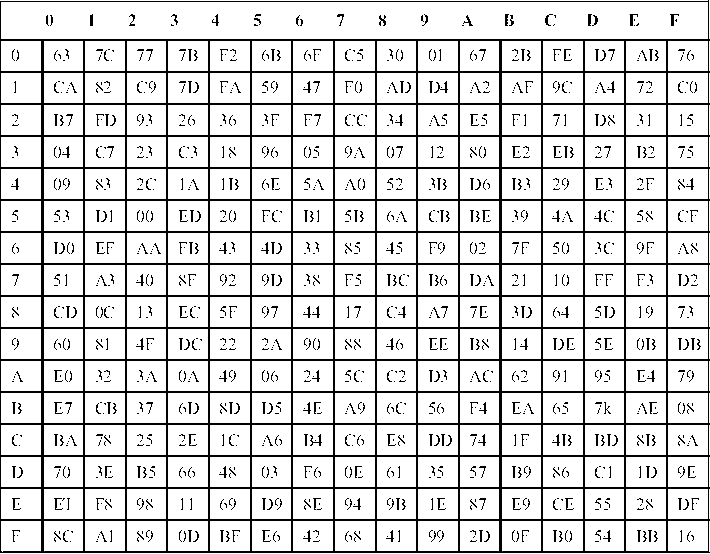 0 1 2 3 4 5 6 7 8 9 A B C D E F
0 63 7C 77 7B F2 6B 6F C5 30 01 67 2B FE D7 AB 76
1 CA 82 C9 7D FA 59 47 F0 AD D4 A2 AF 9C A4 72 C0
2 B7 FD 93 26 36 3F F7 CC 34 A5 E5 F1 71 D8 31 15
3 04 C7 23 C3 18 96 05 9A 07 12 80 E2 EB 27 B2 75
4 09 83 2C 1A 1B 6E 5A A0 52 3B D6 B3 29 E3 2F 84
5 53 D1 00 ED 20 FC B1 5B 6A CB BE 39 4A 4C 58 CF
6 D0 EF AA FB 43 4D 33 85 45 F9 02 7F 50 3C 9F A8
7 51 A3 40 8F 92 9D 38 F5 BC B6 DA 21 10 FF F3 D2
8 CD 0C 13 EC 5F 97 44 17 C4 A7 7E 3D 64 5D 19 73
9 60 81 4F DC 22 2A 90 88 46 EE B8 14 DE 5E 0B DB
A E0 32 3A 0A 49 06 24 5C C2 D3 AC 62 91 95 E4 79
B E7 CB 37 6D 8D D5 4E A9 6C 56 F4 EA 65 7k AE 08
C BA 78 25 2E 1C A6 B4 C6 E8 DD 74 1F 4B BD 8B 8A
D 70 3E B5 66 48 03 F6 0E 61 35 57 B9 86 C1 1D 9E
E E1 F8 98 11 69 D9 8E 94 9B 1E 87 E9 CE 55 28 DF
F 8C A1 89 0D BF E6 42 68 41 99 2D 0F B0 54 BB 16